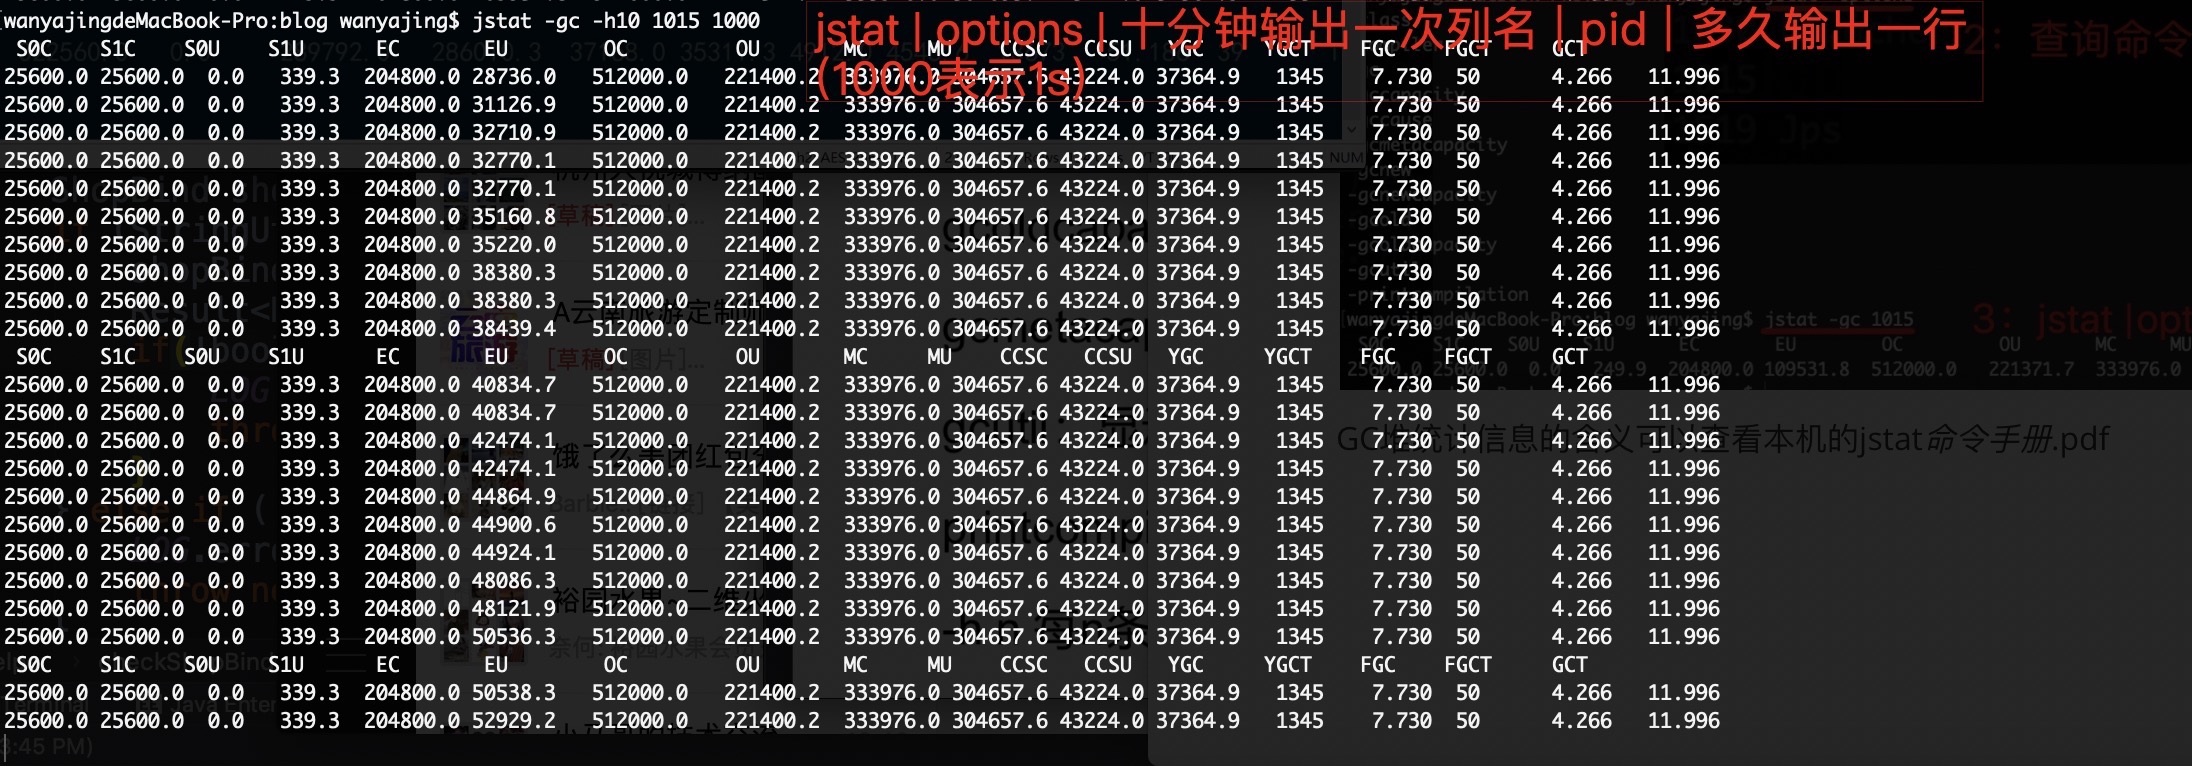 [wanyajingdeMacBook-Pro:blog wanyajing$ jstat -gc -h10 1015 1000
jstat | options | 十分钟输出一次列名 | pid | 多久输出一行
(1000表示1s)
2: 查询命令
S0C S1C S0U S1U EC EU OC OU MC MU CCSC CCSU YGC YGCT FGC FGCT GCT
25600.0 25600.0 0.0 339.3 204800.0 28736.0 512000.0 221400.2 333976.0 304657.6 43224.0 37364.9 1345 7.730 50 4.266 11.996
25600.0 25600.0 0.0 339.3 204800.0 31126.9 512000.0 221400.2 333976.0 304657.6 43224.0 37364.9 1345 7.730 50 4.266 11.996
25600.0 25600.0 0.0 339.3 204800.0 32710.9 512000.0 221400.2 333976.0 304657.6 43224.0 37364.9 1345 7.730 50 4.266 11.996
25600.0 25600.0 0.0 339.3 204800.0 32770.1 512000.0 221400.2 333976.0 304657.6 43224.0 37364.9 1345 7.730 50 4.266 11.996
25600.0 25600.0 0.0 339.3 204800.0 32770.1 512000.0 221400.2 333976.0 304657.6 43224.0 37364.9 1345 7.730 50 4.266 11.996
25600.0 25600.0 0.0 339.3 204800.0 35160.8 512000.0 221400.2 333976.0 304657.6 43224.0 37364.9 1345 7.730 50 4.266 11.996
25600.0 25600.0 0.0 339.3 204800.0 35220.0 512000.0 221400.2 333976.0 304657.6 43224.0 37364.9 1345 7.730 50 4.266 11.996
25600.0 25600.0 0.0 339.3 204800.0 38380.3 512000.0 221400.2 333976.0 304657.6 43224.0 37364.9 1345 7.730 50 4.266 11.996
25600.0 25600.0 0.0 339.3 204800.0 38380.3 512000.0 221400.2 333976.0 304657.6 43224.0 37364.9 1345 7.730 50 4.266 11.996
25600.0 25600.0 0.0 339.3 204800.0 38439.4 512000.0 221400.2 333976.0 304657.6 43224.0 37364.9 1345 7.730 50 4.266 11.996
S0C S1C S0U S1U EC EU OC OU MC MU CCSC CCSU YGC YGCT FGC FGCT GCT
25600.0 25600.0 0.0 339.3 204800.0 40834.7 512000.0 221400.2 333976.0 304657.6 43224.0 37364.9 1345 7.730 50 4.266 11.996
25600.0 25600.0 0.0 339.3 204800.0 40834.7 512000.0 221400.2 333976.0 304657.6 43224.0 37364.9 1345 7.730 50 4.266 11.996
25600.0 25600.0 0.0 339.3 204800.0 42474.1 512000.0 221400.2 333976.0 304657.6 43224.0 37364.9 1345 7.730 50 4.266 11.996
25600.0 25600.0 0.0 339.3 204800.0 42474.1 512000.0 221400.2 333976.0 304657.6 43224.0 37364.9 1345 7.730 50 4.266 11.996
25600.0 25600.0 0.0 339.3 204800.0 44864.9 512000.0 221400.2 333976.0 304657.6 43224.0 37364.9 1345 7.730 50 4.266 11.996
25600.0 25600.0 0.0 339.3 204800.0 44900.6 512000.0 221400.2 333976.0 304657.6 43224.0 37364.9 1345 7.730 50 4.266 11.996
25600.0 25600.0 0.0 339.3 204800.0 44924.1 512000.0 221400.2 333976.0 304657.6 43224.0 37364.9 1345 7.730 50 4.266 11.996
25600.0 25600.0 0.0 339.3 204800.0 48086.3 512000.0 221400.2 333976.0 304657.6 43224.0 37364.9 1345 7.730 50 4.266 11.996
25600.0 25600.0 0.0 339.3 204800.0 48121.9 512000.0 221400.2 333976.0 304657.6 43224.0 37364.9 1345 7.730 50 4.266 11.996
25600.0 25600.0 0.0 339.3 204800.0 50536.3 512000.0 221400.2 333976.0 304657.6 43224.0 37364.9 1345 7.730 50 4.266 11.996
S0C S1C S0U S1U EC EU OC OU MC MU CCSC CCSU YGC YGCT FGC FGCT GCT
25600.0 25600.0 0.0 339.3 204800.0 50538.3 512000.0 221400.2 333976.0 304657.6 43224.0 37364.9 1345 7.730 50 4.266 11.996
25600.0 25600.0 0.0 339.3 204800.0 52929.2 512000.0 221400.2 333976.0 304657.6 43224.0 37364.9 1345 7.730 50 4.266 11.996
[wanyajingdeMacBook-Pro:blog wanyajing$ jstat -gc 1015
3: jstat |opt
S0C S1C S0U S1U EC EU OC OU MC MU
25600.0 25600.0 0.0 249.9 204800.0 109531.8 512000.0 221371.7 333976.0
GC堆统计信息的含义可以查看本机的jstat命令手册.pdf